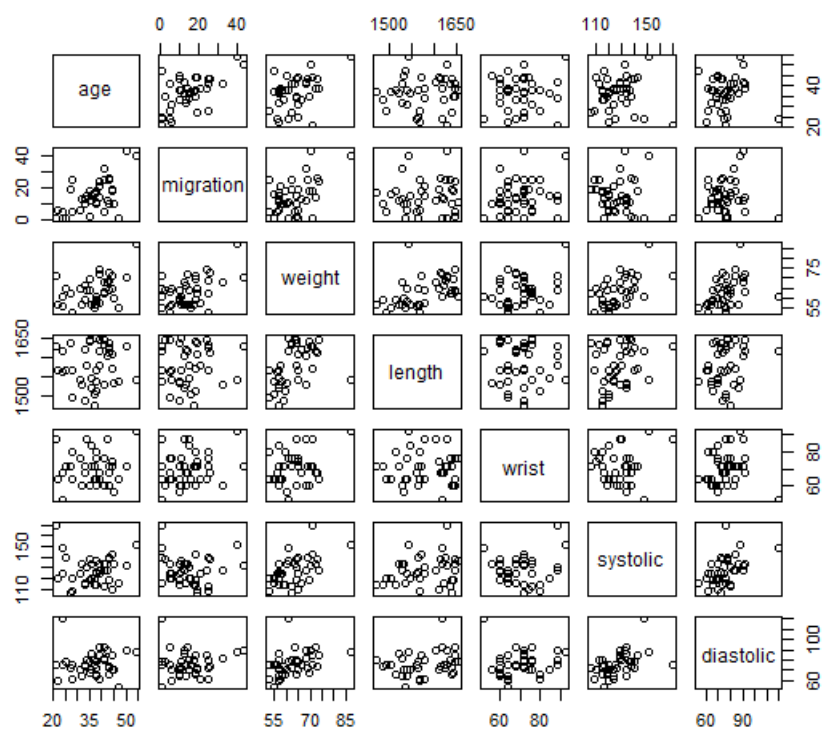 0 20 40 1500 1650 110 150
age 20 40
0 20 40 migration
weight 55 75
1500 1650 length
wrist 60 80
110 150 systolic
diastolic 60 100
20 35 50 55 70 85 60 80 60 90